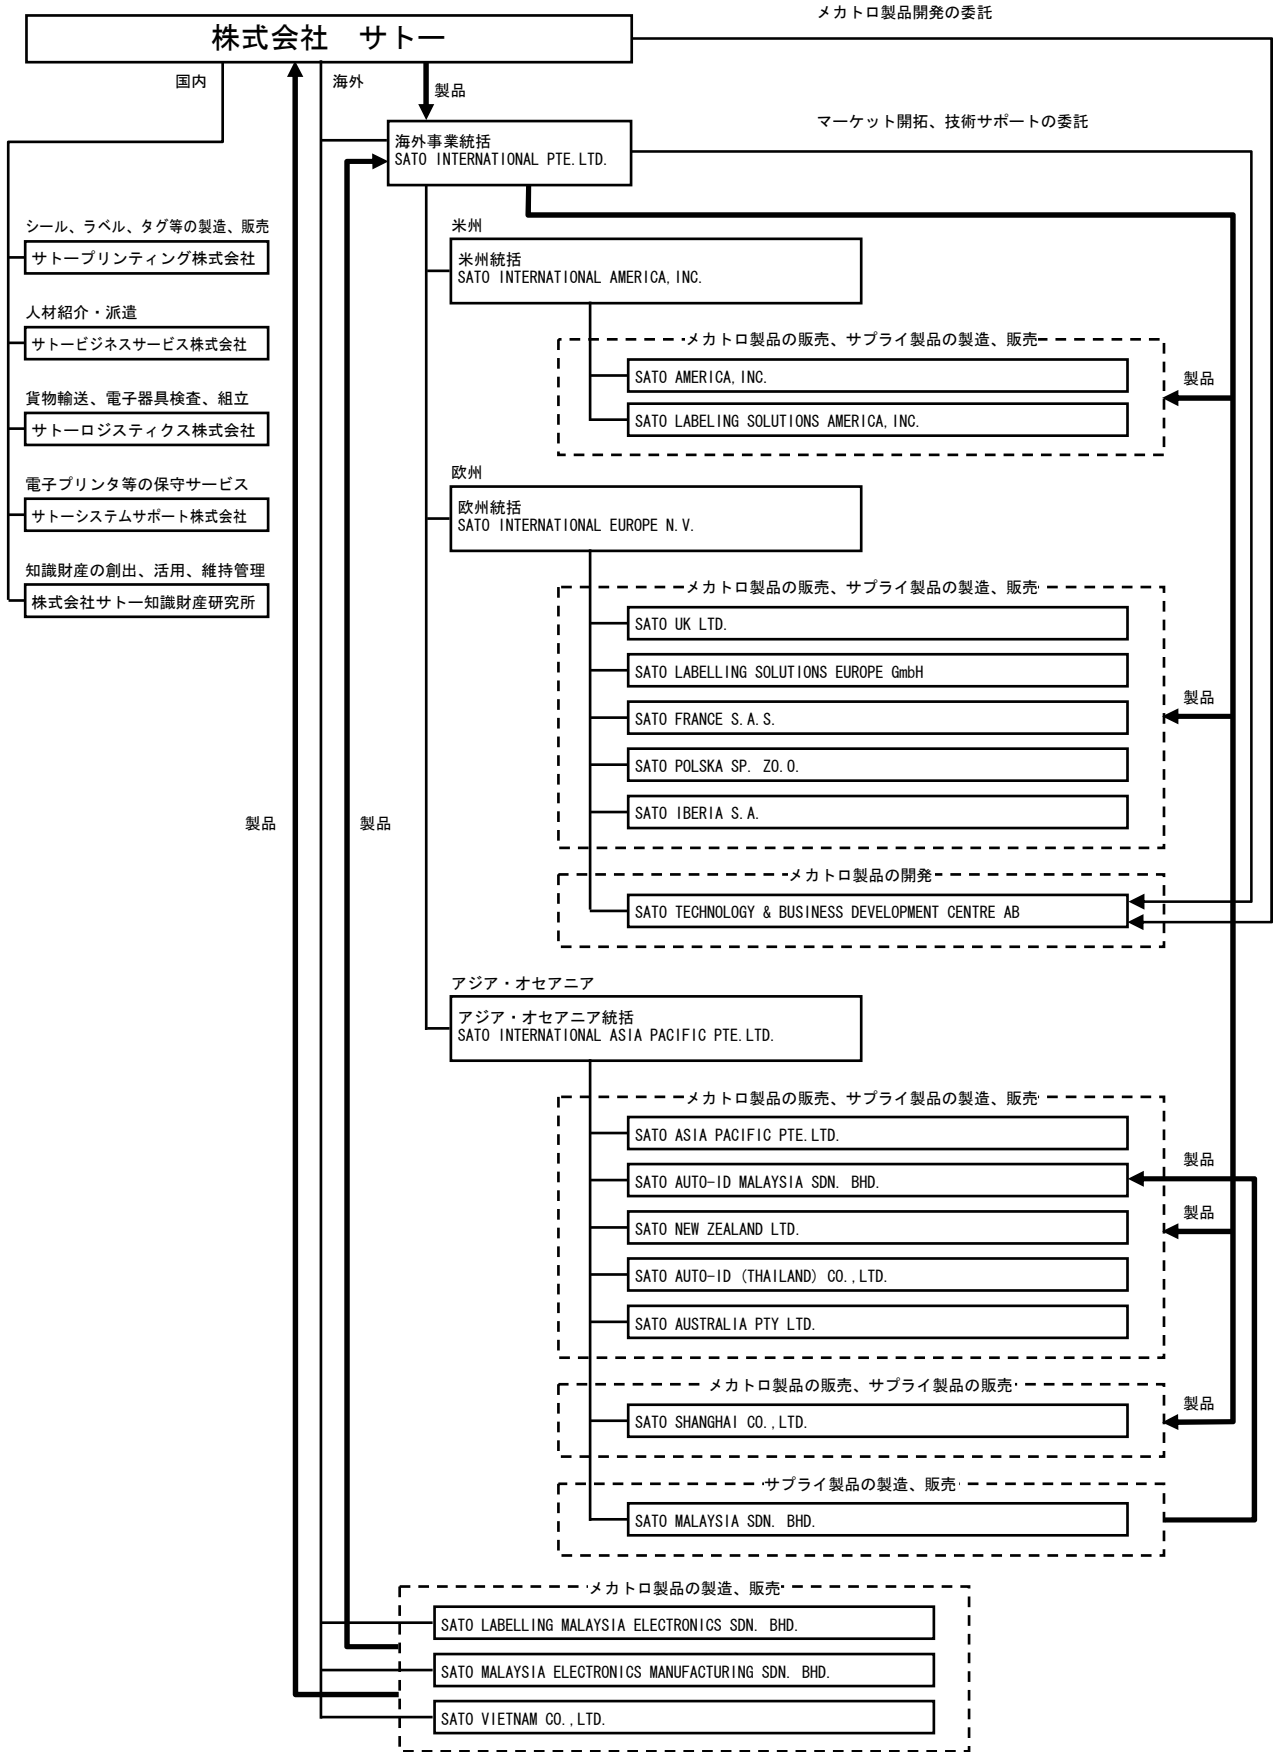 メカトロ製品開発の委託
株式会社　サトー
国内
海外
製品
マーケット開拓、技術サポートの委託
海外事業統括
SATO INTERNATIONAL PTE.LTD.
シール、ラベル、タグ等の製造、販売
サトープリンティング株式会社
人材紹介・派遣
サトービジネスサービス株式会社
貨物輸送、電子器具検査、組立
サトーロジスティクス株式会社
電子プリンタ等の保守サービス
サトーシステムサポート株式会社
知識財産の創出、活用、維持管理
株式会社サトー知識財産研究所
米州
米州統括
SATO INTERNATIONAL AMERICA,INC.
メカトロ製品の販売、サプライ製品の製造、販売
SATO AMERICA,INC.
SATO LABELING SOLUTIONS AMERICA,INC.
製品
欧州
欧州統括
SATO INTERNATIONAL EUROPE N.V.
メカトロ製品の販売、サプライ製品の製造、販売
SATO UK LTD.
SATO LABELLING SOLUTIONS EUROPE GmbH
SATO FRANCE S.A.S.
SATO POLSKA SP. ZO.O.
SATO IBERIA S.A.
製品
製品
製品
メカトロ製品の開発
SATO TECHNOLOGY & BUSINESS DEVELOPMENT CENTRE AB
アジア・オセアニア
アジア・オセアニア統括
SATO INTERNATIONAL ASIA PACIFIC PTE.LTD.
メカトロ製品の販売、サプライ製品の製造、販売
SATO ASIA PACIFIC PTE.LTD.
SATO AUTO-ID MALAYSIA SDN. BHD.
SATO NEW ZEALAND LTD.
SATO AUTO-ID (THAILAND) CO.,LTD.
SATO AUSTRALIA PTY LTD.
製品
製品
メカトロ製品の販売、サプライ製品の販売
SATO SHANGHAI CO.,LTD.
製品
サプライ製品の製造、販売
SATO MALAYSIA SDN. BHD.
メカトロ製品の製造、販売
SATO LABELLING MALAYSIA ELECTRONICS SDN. BHD.
SATO MALAYSIA ELECTRONICS MANUFACTURING SDN. BHD.
SATO VIETNAM CO.,LTD.